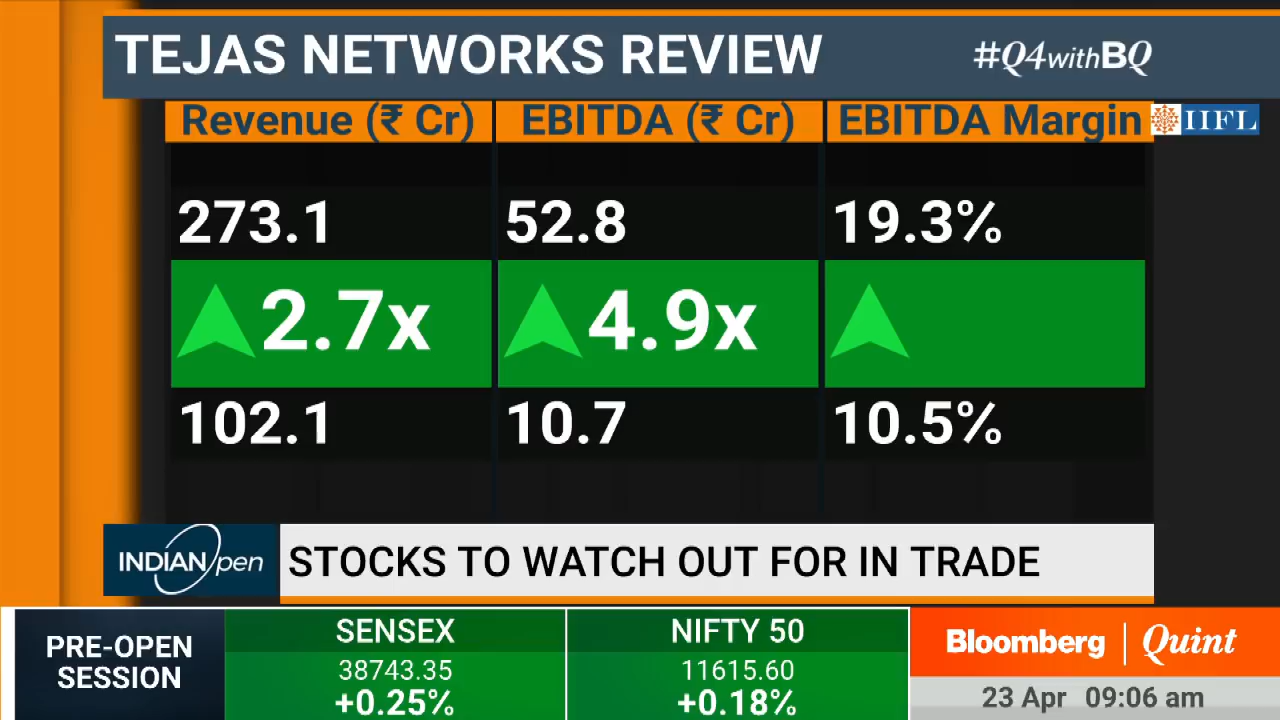 TEJAS NETWORKS REVIEW
#Q4withBQ
Revenue (₹ Cr) EBITDA (₹ Cr) EBITDA Margin
IIFL
273.1 52.8 19.3%
2.7x 4.9x
102.1 10.7 10.5%
INDIAN Open STOCKS TO WATCH OUT FOR IN TRADE
PRE-OPEN
SESSION
SENSEX
38743.35
+0.25%
NIFTY 50
11615.60
+0.18%
Bloomberg | Quint
23 Apr 09:06 am